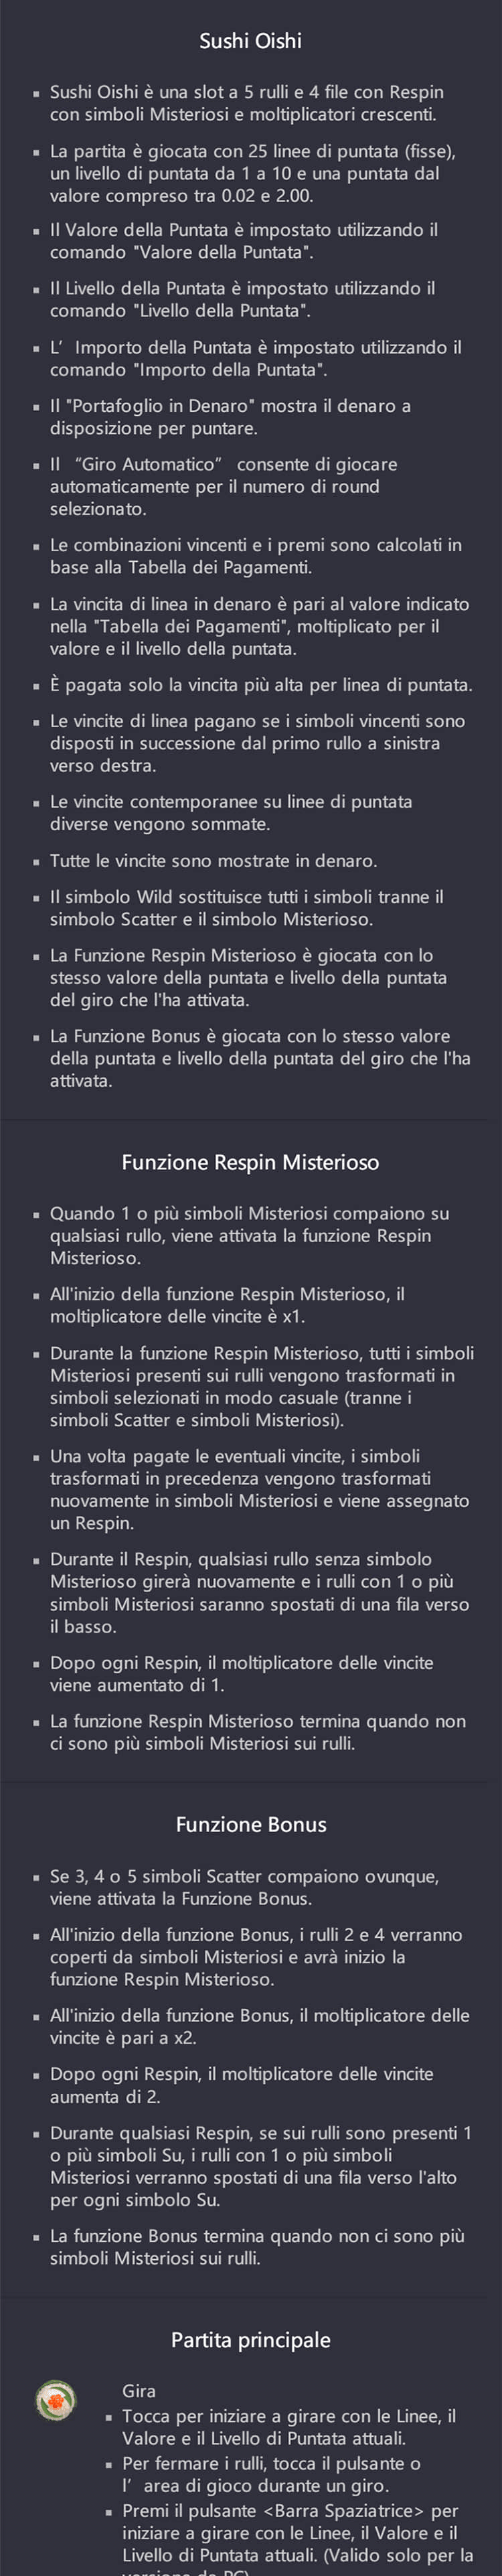 Sushi Oishi
▪ Sushi Oishi è una slot a 5 rulli e 4 file con Respin
con simboli Misteriosi e moltiplicatori crescenti.
▪ La partita è giocata con 25 linee di puntata (fisse),
un livello di puntata da 1 a 10 e una puntata dal
valore compreso tra 0.02 e 2.00.
▪ Il Valore della Puntata è impostato utilizzando il
comando "Valore della Puntata".
▪ Il Livello della Puntata è impostato utilizzando il
comando "Livello della Puntata".
▪ L’ Importo della Puntata è impostato utilizzando il
comando "Importo della Puntata".
▪ Il "Portafoglio in Denaro" mostra il denaro a
disposizione per puntare.
▪ Il “Giro Automatico” consente di giocare
automaticamente per il numero di round
selezionato.
▪ Le combinazioni vincenti e i premi sono calcolati in
base alla Tabella dei Pagamenti.
▪ La vincita di linea in denaro è pari al valore indicato
nella "Tabella dei Pagamenti", moltiplicato per il
valore e il livello della puntata.
▪ È pagata solo la vincita più alta per linea di puntata.
▪ Le vincite di linea pagano se i simboli vincenti sono
disposti in successione dal primo rullo a sinistra
verso destra.
▪ Le vincite contemporanee su linee di puntata
diverse vengono sommate.
▪ Tutte le vincite sono mostrate in denaro.
▪ Il simbolo Wild sostituisce tutti i simboli tranne il
simbolo Scatter e il simbolo Misterioso.
▪ La Funzione Respin Misterioso è giocata con lo
stesso valore della puntata e livello della puntata
del giro che l'ha attivata.
▪ La Funzione Bonus è giocata con lo stesso valore
della puntata e livello della puntata del giro che l'ha
attivata.
Funzione Respin Misterioso
▪ Quando 1 o più simboli Misteriosi compaiono su
qualsiasi rullo, viene attivata la funzione Respin
Misterioso.
▪ All'inizio della funzione Respin Misterioso, il
moltiplicatore delle vincite è x1.
▪ Durante la funzione Respin Misterioso, tutti i simboli
Misteriosi presenti sui rulli vengono trasformati in
simboli selezionati in modo casuale (tranne i
simboli Scatter e simboli Misteriosi).
▪ Una volta pagate le eventuali vincite, i simboli
trasformati in precedenza vengono trasformati
nuovamente in simboli Misteriosi e viene assegnato
un Respin.
▪ Durante il Respin, qualsiasi rullo senza simbolo
Misterioso girerà nuovamente e i rulli con 1 o più
simboli Misteriosi saranno spostati di una fila verso
il basso.
▪ Dopo ogni Respin, il moltiplicatore delle vincite
viene aumentato di 1.
▪ La funzione Respin Misterioso termina quando non
ci sono più simboli Misteriosi sui rulli.
Funzione Bonus
▪ Se 3, 4 o 5 simboli Scatter compaiono ovunque,
viene attivata la Funzione Bonus.
▪ All'inizio della funzione Bonus, i rulli 2 e 4 verranno
coperti da simboli Misteriosi e avrà inizio la
funzione Respin Misterioso.
▪ All'inizio della funzione Bonus, il moltiplicatore delle
vincite è pari a x2.
▪ Dopo ogni Respin, il moltiplicatore delle vincite
aumenta di 2.
▪ Durante qualsiasi Respin, se sui rulli sono presenti 1
o più simboli Su, i rulli con 1 o più simboli
Misteriosi verranno spostati di una fila verso l'alto
per ogni simbolo Su.
▪ La funzione Bonus termina quando non ci sono più
simboli Misteriosi sui rulli.
Partita principale
Gira
▪ Tocca per iniziare a girare con le Linee, il
Valore e il Livello di Puntata attuali.
▪ Per fermare i rulli, tocca il pulsante o
l’ area di gioco durante un giro.
▪ Premi il pulsante <Barra Spaziatrice> per
iniziare a girare con le Linee, il Valore e il
Livello di Puntata attuali. (Valido solo per la
versione da PC)